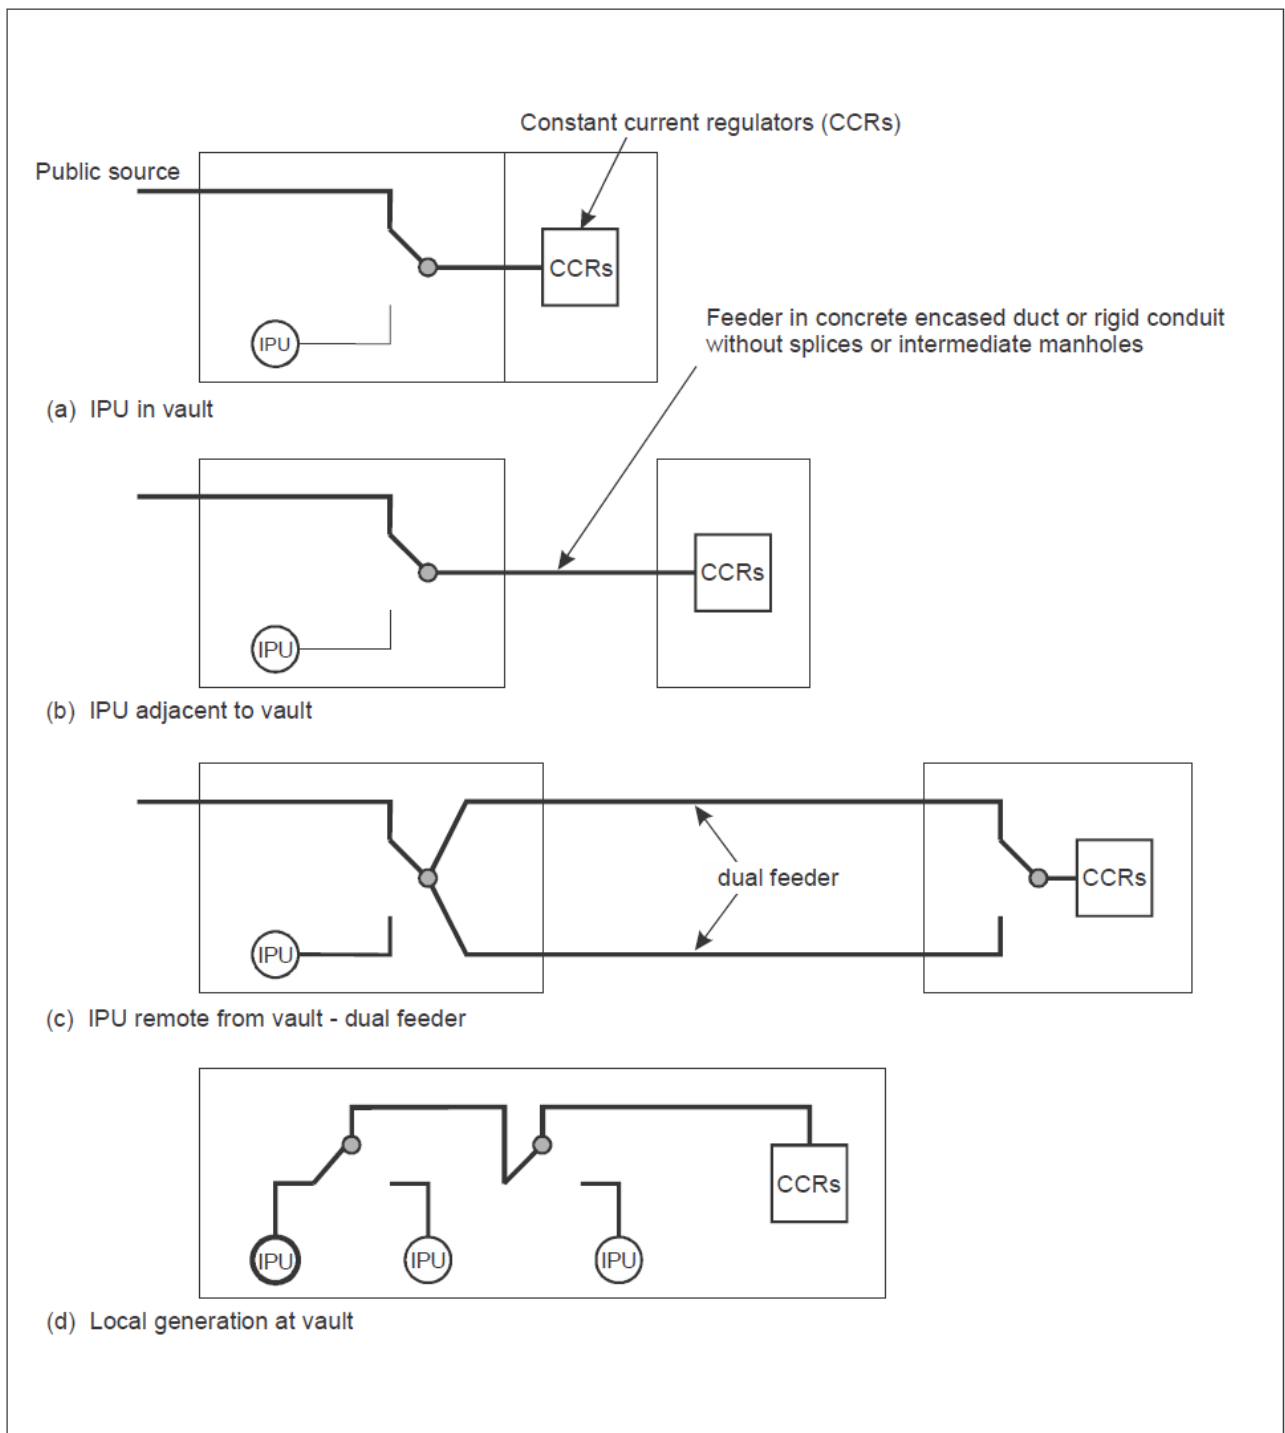 Constant current regulators (CCRs)
Public source
CCRs
IPU
Feeder in concrete encased duct or rigid conduit
without splices or intermediate manholes
(a) IPU in vault
CCRs
IPU
(b) IPU adjacent to vault
dual feeder
CCRs
IPU
(c) IPU remote from vault - dual feeder
CCRs
IPU
IPU
IPU
(d) Local generation at vault